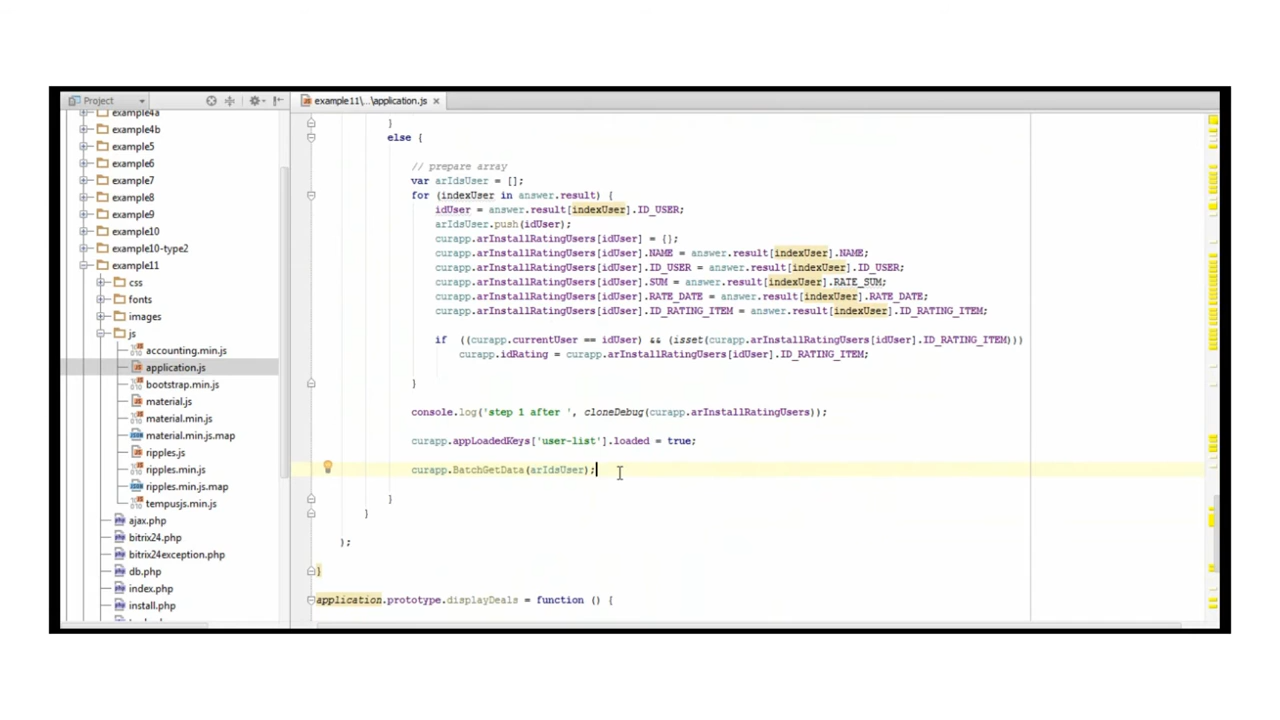 Project
example11\...\application.js
example4a
example4b
example5
example6
example7
example8
example9
example10
example10-type2
example11
css
fonts
images
js
accounting.min.js
application.js
bootstrap.min.js
material.js
material.min.js
material.min.js.map
ripples.js
ripples.min.js
ripples.min.js.map
tempusjs.min.js
ajax.php
bitrix24.php
bitrix24exception.php
db.php
index.php
install.php
}
else {
// prepare array
var arIdsUser = [];
for (indexUser in answer.result) {
idUser = answer.result[indexUser].ID_USER;
arIdsUser.push(idUser);
curapp.arInstallRatingUsers[idUser] = {};
curapp.arInstallRatingUsers[idUser].NAME = answer.result[indexUser].NAME;
curapp.arInstallRatingUsers[idUser].ID_USER = answer.result[indexUser].ID_USER;
curapp.arInstallRatingUsers[idUser].SUM = answer.result[indexUser].RATE_SUM;
curapp.arInstallRatingUsers[idUser].RATE_DATE = answer.result[indexUser].RATE_DATE;
curapp.arInstallRatingUsers[idUser].ID_RATING_ITEM = answer.result[indexUser].ID_RATING_ITEM;
if ((curapp.currentUser == idUser) && (isset(curapp.arInstallRatingUsers[idUser].ID_RATING_ITEM)))
curapp.idRating = curapp.arInstallRatingUsers[idUser].ID_RATING_ITEM;
}
console.log('step 1 after ', cloneDebug(curapp.arInstallRatingUsers));
curapp.appLoadedKeys['user-list'].loaded = true;
curapp.BatchGetData(arIdsUser);
}
}
);
}
application.prototype.displayDeals = function () {